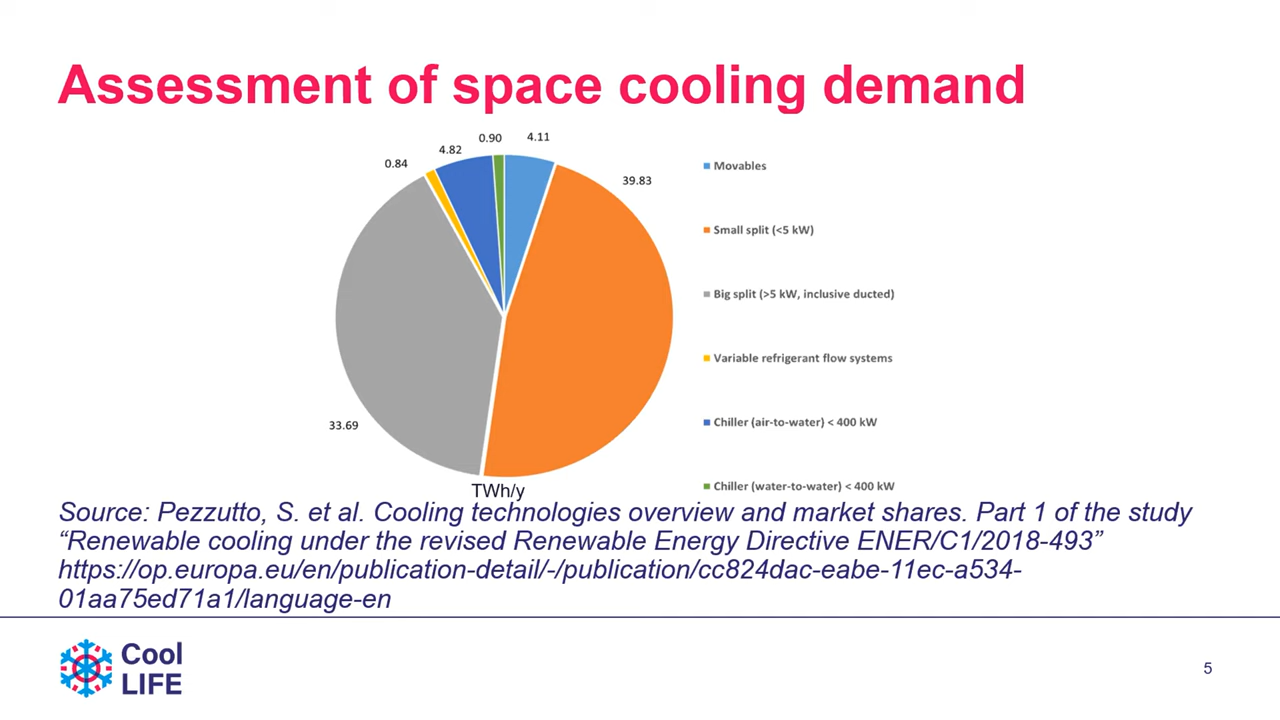 Assessment of space cooling demand
0.90
4.11
4.82
0.84
39.83
33.69
TWh/y
Movables
Small split (<5 kW)
Big split (>5 kW, inclusive ducted)
Variable refrigerant flow systems
Chiller (air-to-water) < 400 kW
Chiller (water-to-water) < 400 kW
Source: Pezzutto, S. et al. Cooling technologies overview and market shares. Part 1 of the study
“Renewable cooling under the revised Renewable Energy Directive ENER/C1/2018-493”
https://op.europa.eu/en/publication-detail/-/publication/cc824dac-eabe-11ec-a534-
01aa75ed71a1/language-en
Cool
LIFE
5